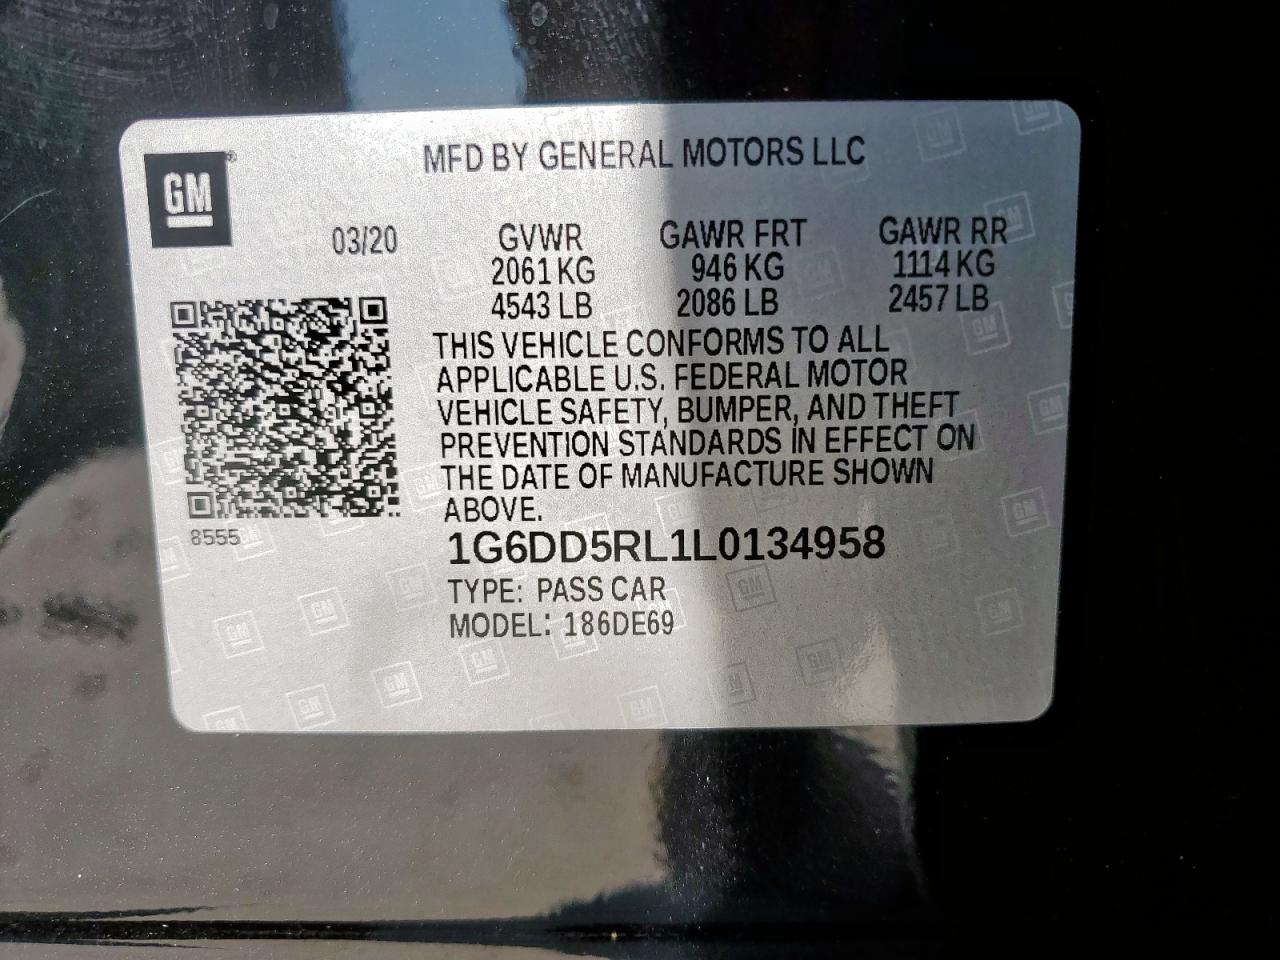 MFD BY GENERAL MOTORS LLC
GM®
03/20 GVWR GAWR FRT GAWR RR
2061 KG 946 KG 1114 KG
4543 LB 2086 LB 2457 LB
THIS VEHICLE CONFORMS TO ALL
APPLICABLE U.S. FEDERAL MOTOR
VEHICLE SAFETY, BUMPER, AND THEFT
PREVENTION STANDARDS IN EFFECT ON
THE DATE OF MANUFACTURE SHOWN
ABOVE.
8555
1G6DD5RL1L0134958
TYPE: PASS CAR
MODEL: 186DE69